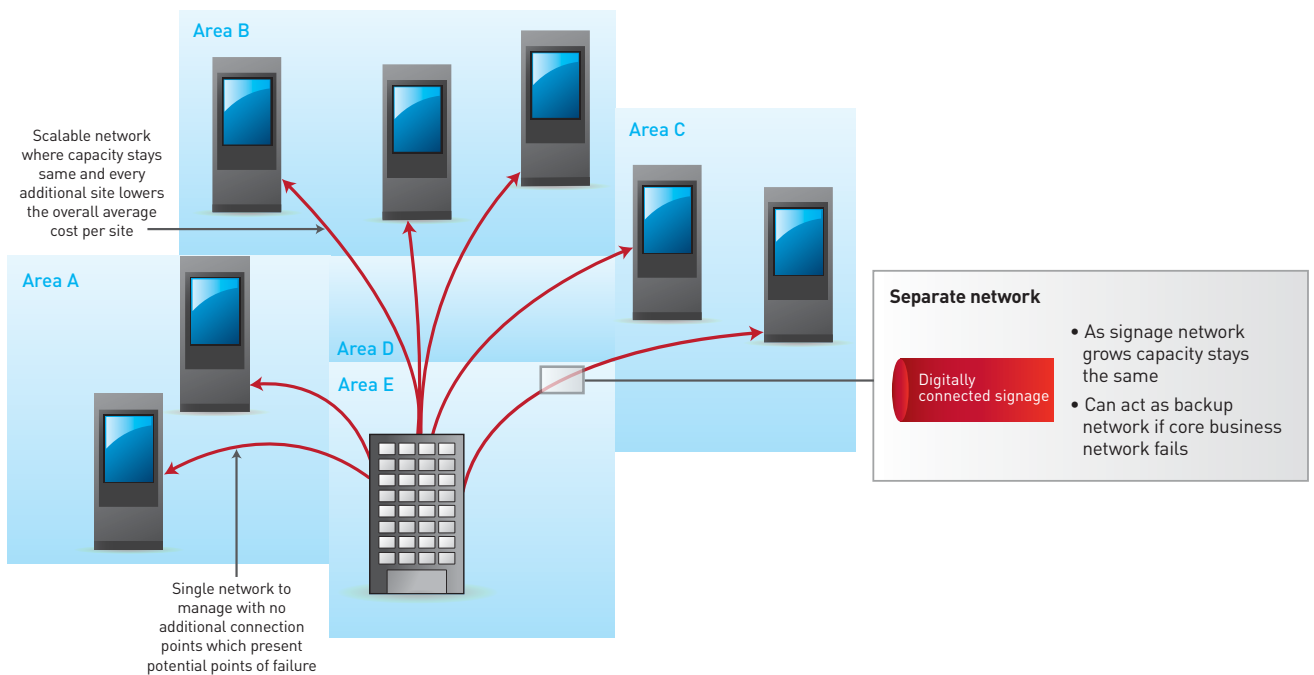 Area B
Area C
Scalable network
where capacity stays
same and every
additional site lowers
the overall average
cost per site
Area A
Area D
Area E
Separate network
Digitally
connected signage
• As signage network
grows capacity stays
the same
• Can act as backup
network if core business
network fails
Single network to
manage with no
additional connection
points which present
potential points of failure